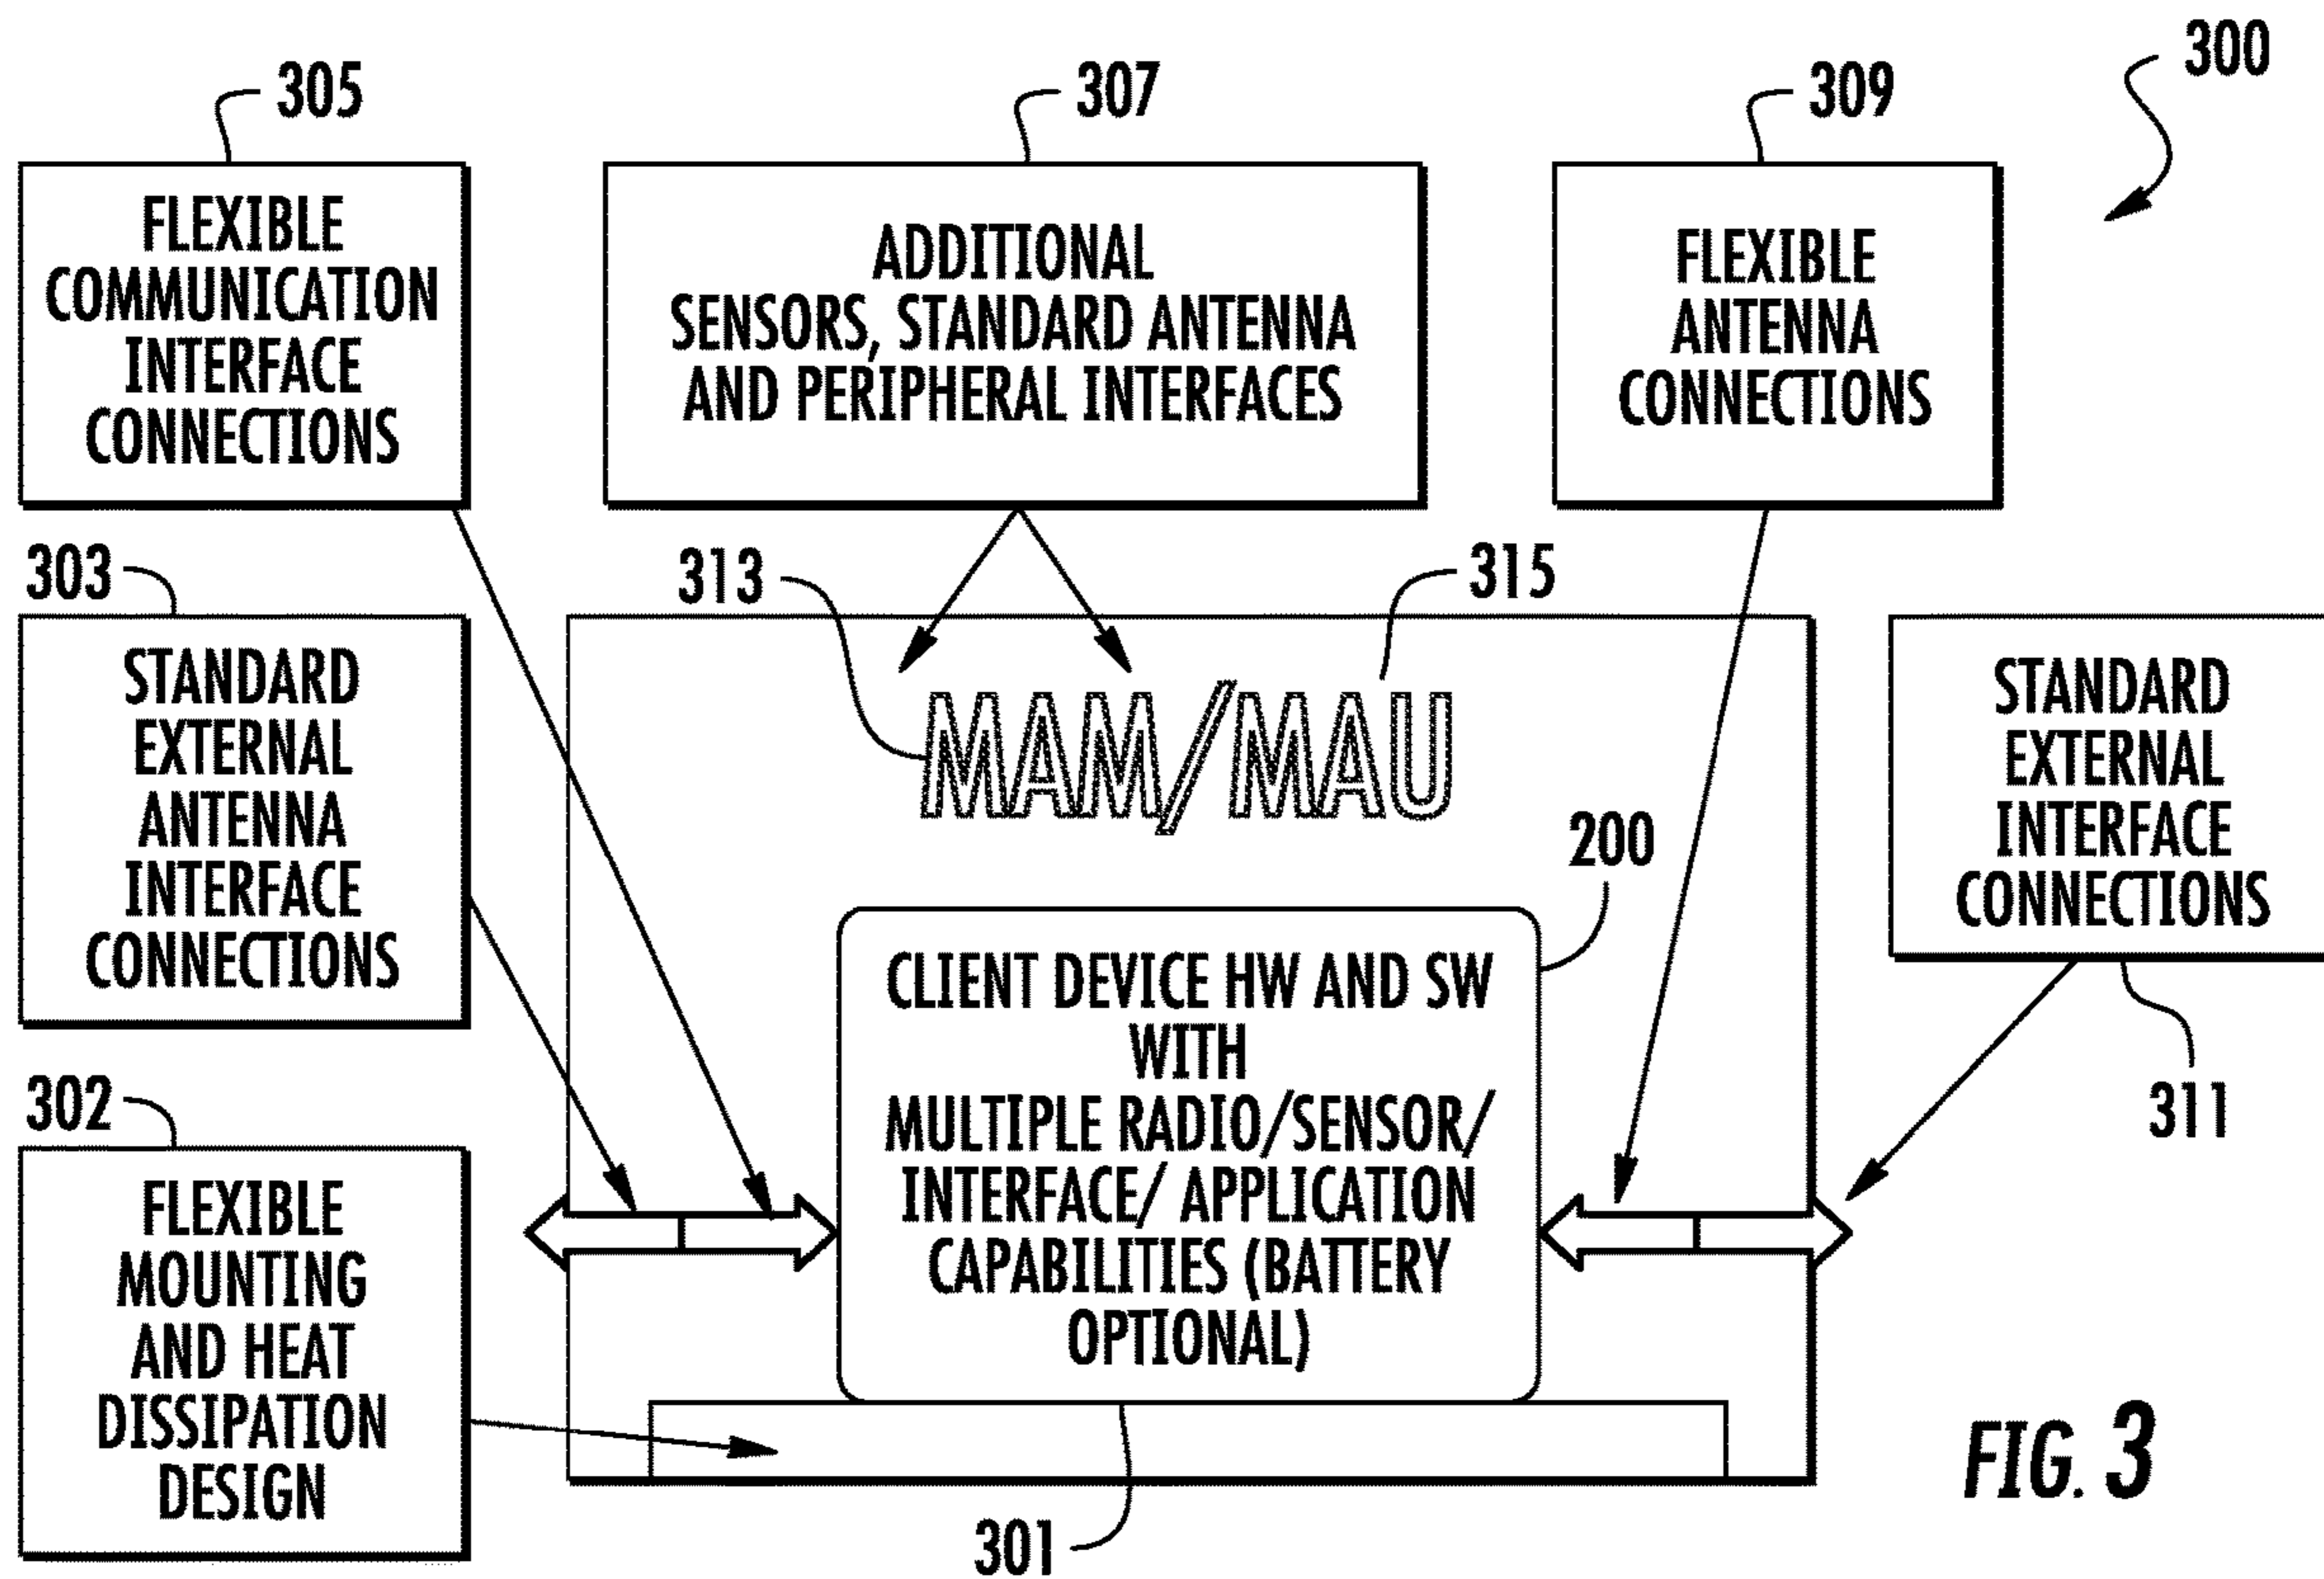 300
305
FLEXIBLE
COMMUNICATION
INTERFACE
CONNECTIONS
307
ADDITIONAL
SENSORS, STANDARD ANTENNA
AND PERIPHERAL INTERFACES
309
FLEXIBLE
ANTENNA
CONNECTIONS
303
STANDARD
EXTERNAL
ANTENNA
INTERFACE
CONNECTIONS
313
315
MAM/MAU
STANDARD
EXTERNAL
INTERFACE
CONNECTIONS
311
200
CLIENT DEVICE HW AND SW
WITH
MULTIPLE RADIO/SENSOR/
INTERFACE/ APPLICATION
CAPABILITIES (BATTERY
OPTIONAL)
302
FLEXIBLE
MOUNTING
AND HEAT
DISSIPATION
DESIGN
301
FIG. 3